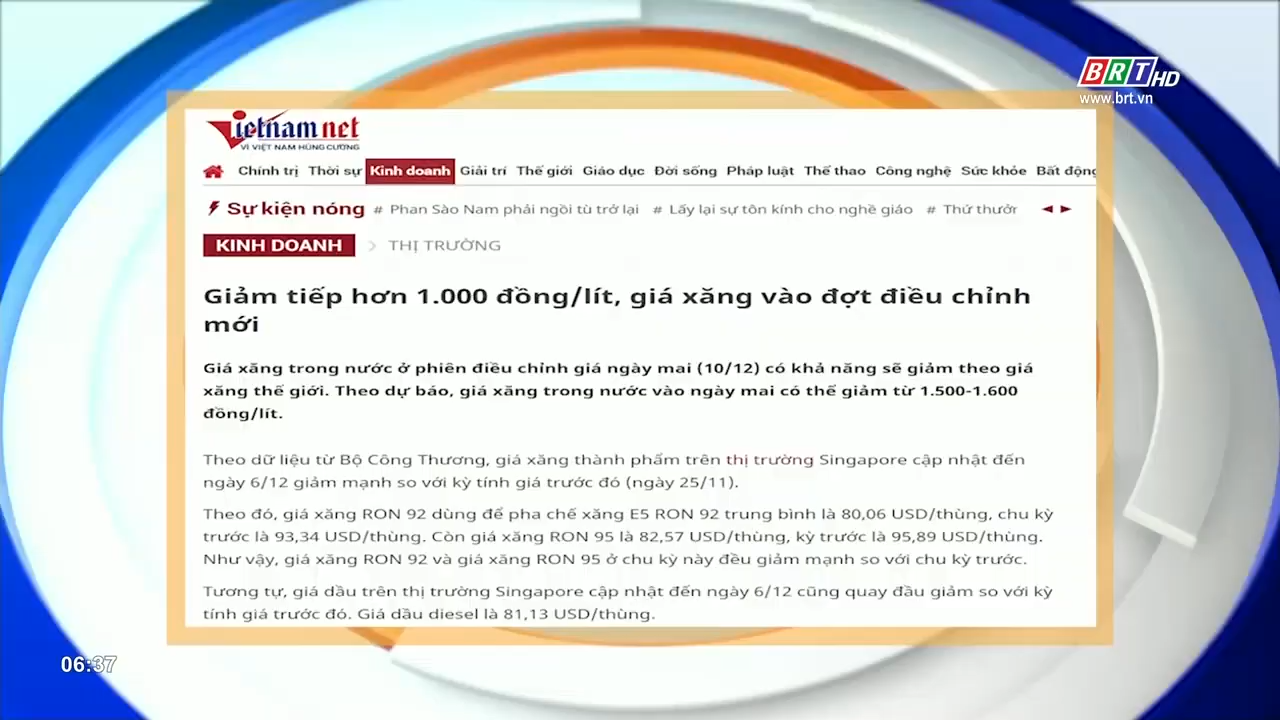 BRT HD
www.brt.vn
Vietnam net
VÌ VIỆT NAM HÙNG CƯỜNG
Chính trị Thời sự Kinh doanh Giải trí Thế giới Giáo dục Đời sống Pháp luật Thể thao Công nghệ Sức khỏe Bất động
Sự kiện nóng # Phan Sào Nam phải ngồi tù trở lại # Lấy lại sự tôn kính cho nghề giáo # Thứ thưởn
KINH DOANH > THỊ TRƯỜNG
Giảm tiếp hơn 1.000 đồng/lít, giá xăng vào đợt điều chỉnh
mới
Giá xăng trong nước ở phiên điều chỉnh giá ngày mai (10/12) có khả năng sẽ giảm theo giá
xăng thế giới. Theo dự báo, giá xăng trong nước vào ngày mai có thể giảm từ 1.500-1.600
đồng/lít.
Theo dữ liệu từ Bộ Công Thương, giá xăng thành phẩm trên thị trường Singapore cập nhật đến
ngày 6/12 giảm mạnh so với kỳ tính giá trước đó (ngày 25/11).
Theo đó, giá xăng RON 92 dùng để pha chế xăng E5 RON 92 trung bình là 80,06 USD/thùng, chu kỳ
trước là 93,34 USD/thùng. Còn giá xăng RON 95 là 82,57 USD/thùng, kỳ trước là 95,89 USD/thùng.
Như vậy, giá xăng RON 92 và giá xăng RON 95 ở chu kỳ này đều giảm mạnh so với chu kỳ trước.
Tương tự, giá dầu trên thị trường Singapore cập nhật đến ngày 6/12 cũng quay đầu giảm so với kỳ
tính giá trước đó. Giá dầu diesel là 81,13 USD/thùng.
06:37